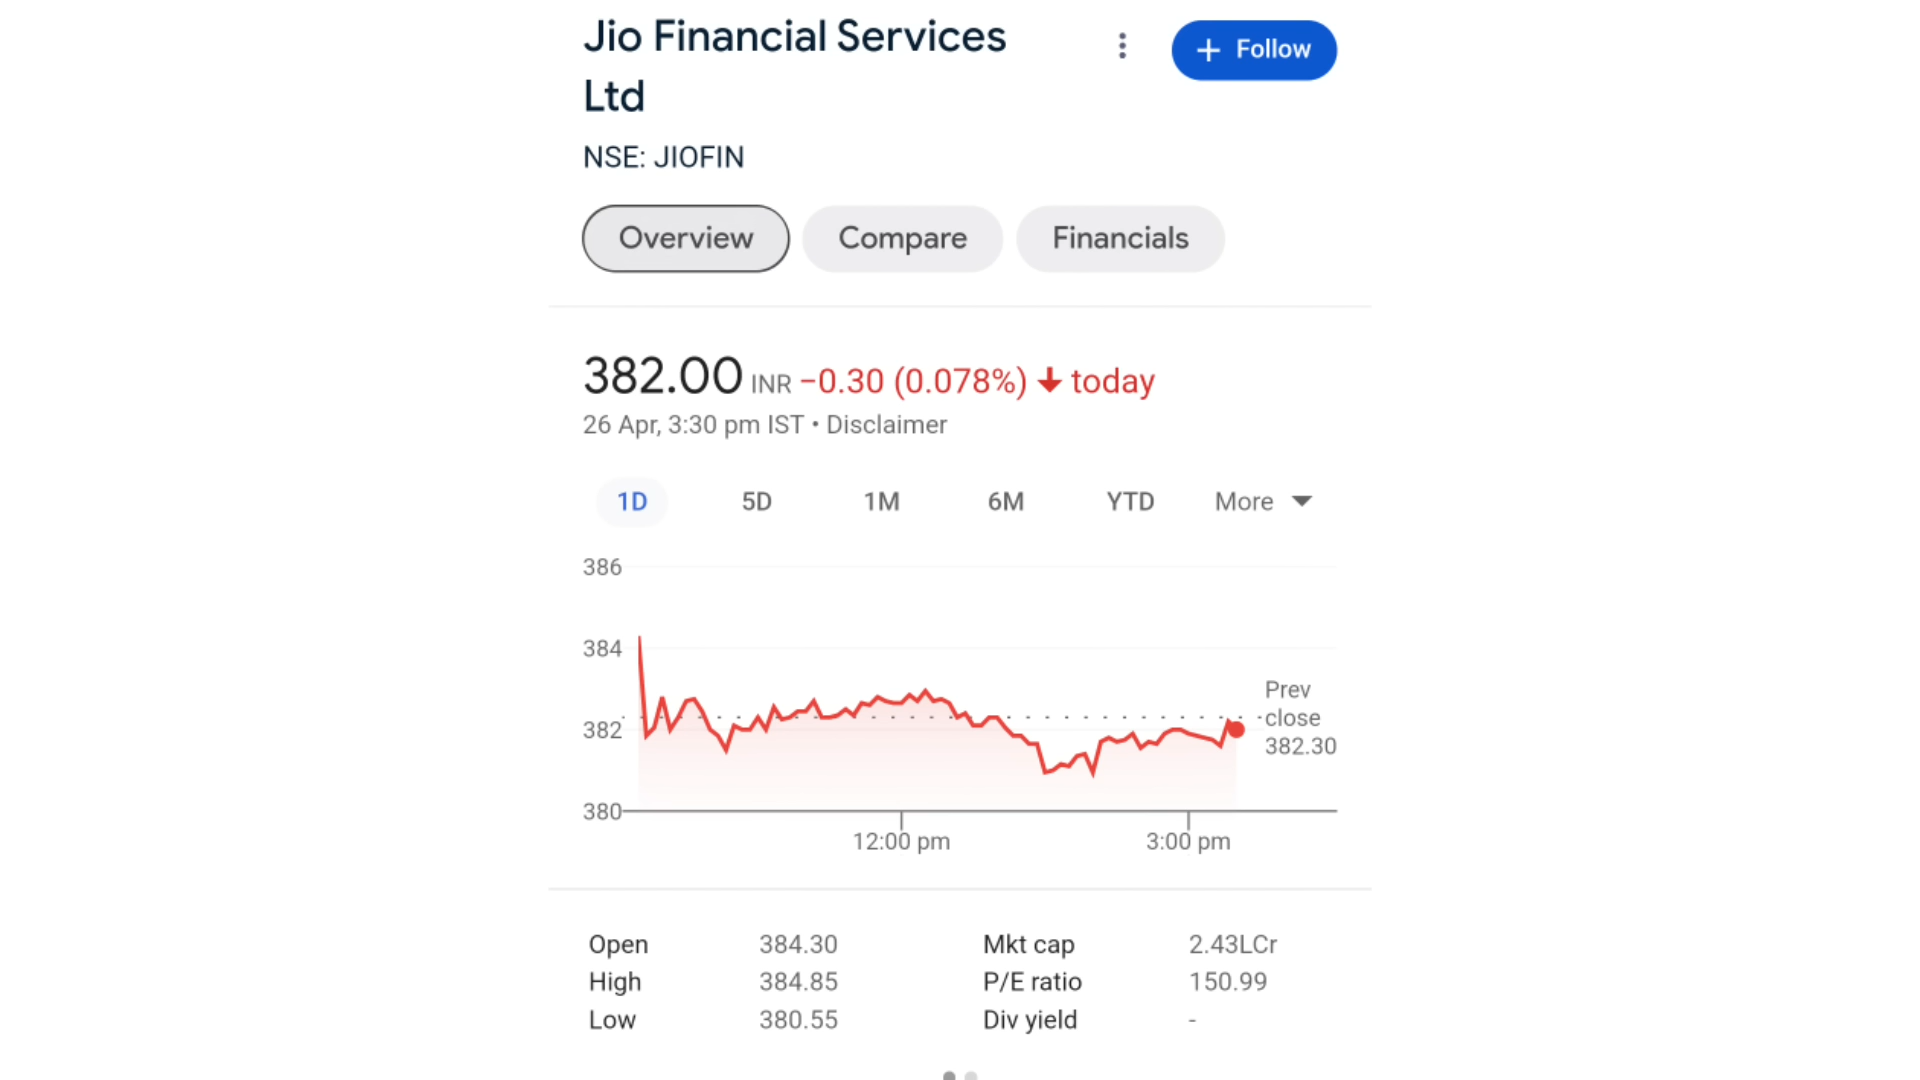 Jio Financial Services
Ltd
+ Follow
NSE: JIOFIN
Overview
Compare
Financials
382.00 INR −0.30 (0.078%) ↓ today
26 Apr, 3:30 pm IST • Disclaimer
1D 5D 1M 6M YTD More
386
384
382
380
Prev
close
382.30
12:00 pm
3:00 pm
Open 384.30 Mkt cap 2.43LCr
High 384.85 P/E ratio 150.99
Low 380.55 Div yield -